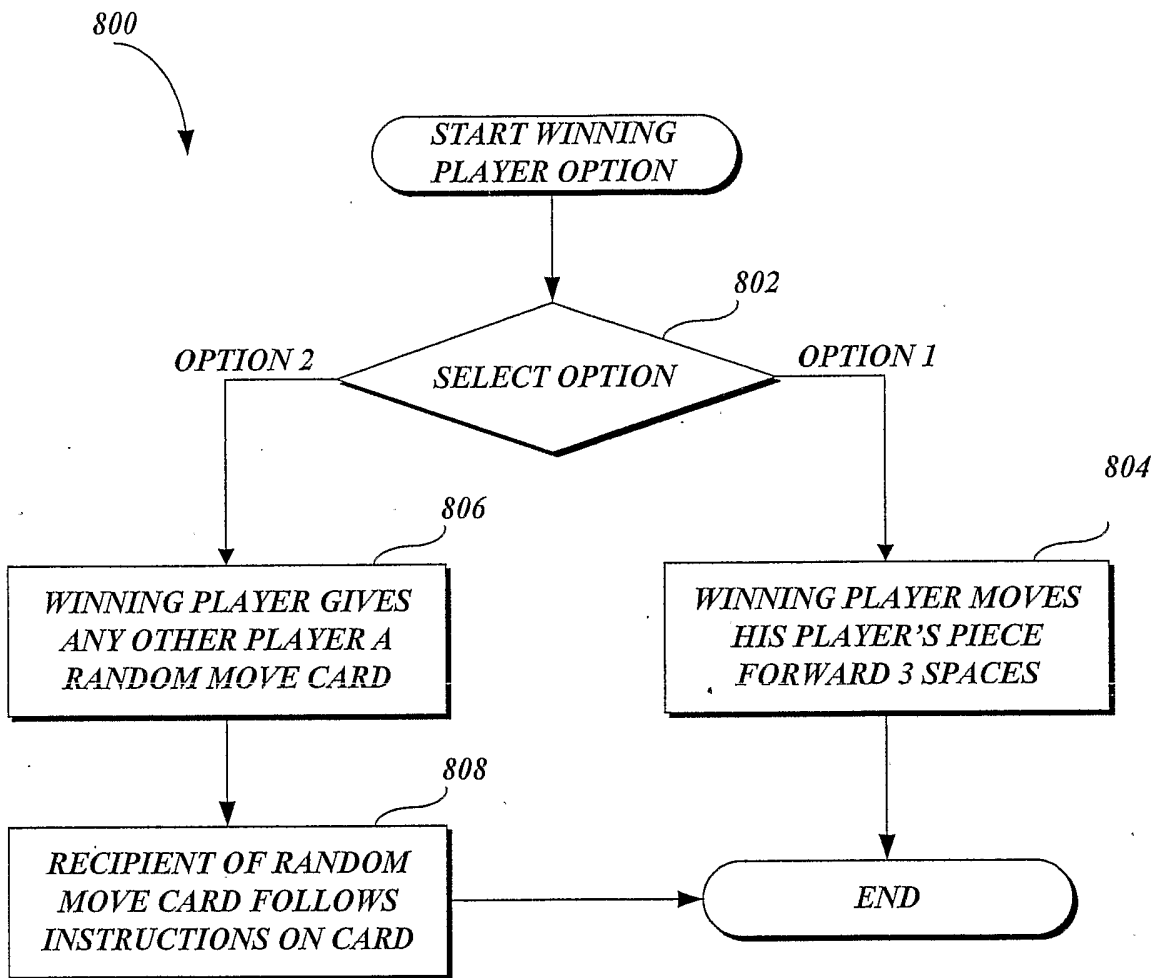 800
START WINNING
PLAYER OPTION
802
OPTION 2
SELECT OPTION
OPTION 1
804
806
WINNING PLAYER GIVES
ANY OTHER PLAYER A
RANDOM MOVE CARD
WINNING PLAYER MOVES
HIS PLAYER'S PIECE
FORWARD 3 SPACES
808
RECIPIENT OF RANDOM
MOVE CARD FOLLOWS
INSTRUCTIONS ON CARD
END